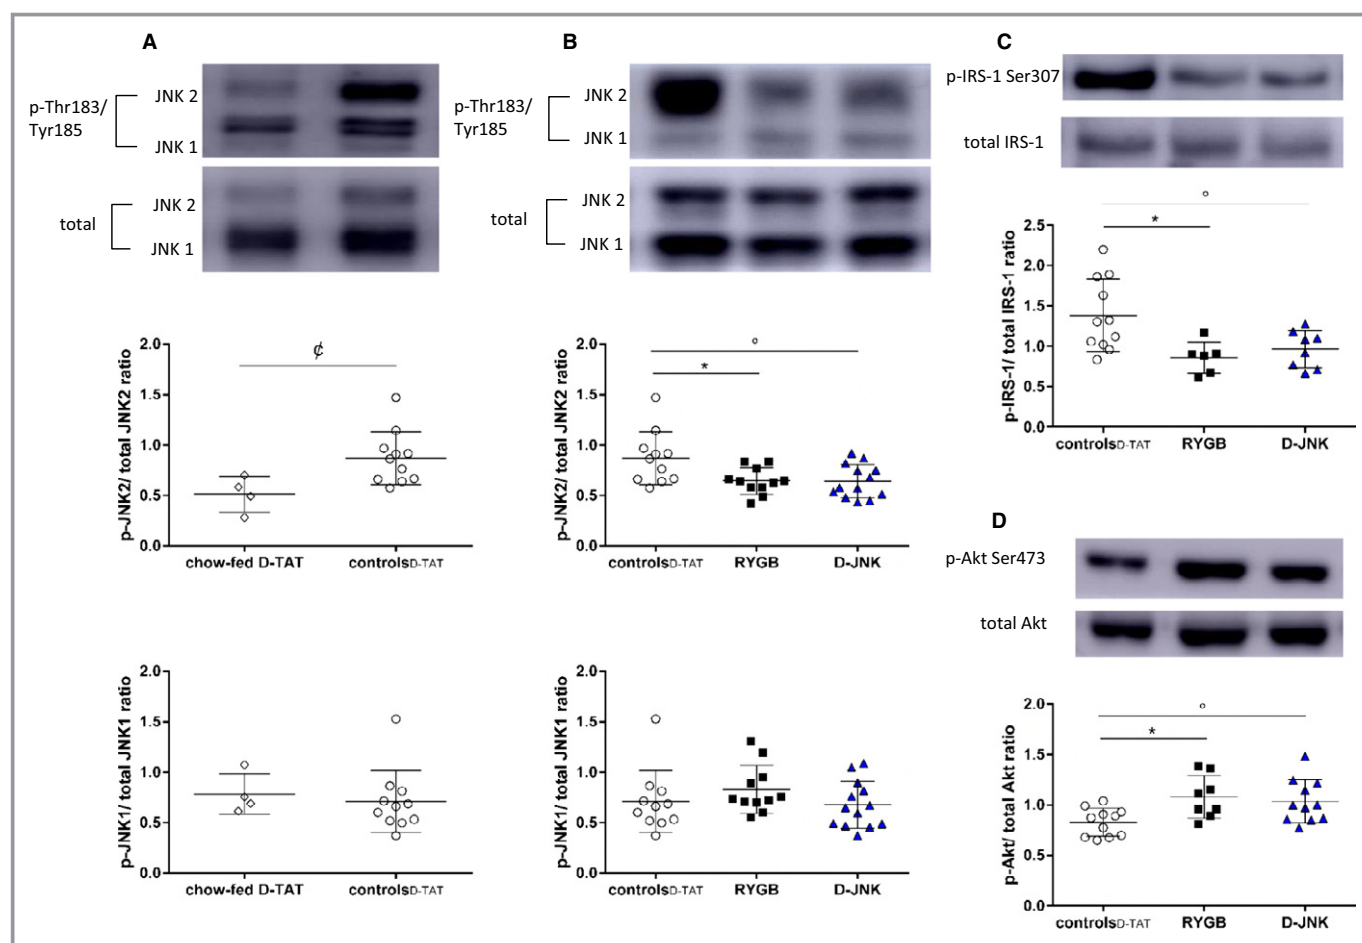 A
p-Thr183/
Tyr185
JNK 2
JNK 1
total
JNK 2
JNK 1
¢
p-JNK2/ total JNK2 ratio
2.0
1.5
1.0
0.5
0.0
chow-fed D-TAT
controlsD-TAT
p-JNK1/ total JNK1 ratio
2.0
1.5
1.0
0.5
0.0
chow-fed D-TAT
controlsD-TAT
B
p-Thr183/
Tyr185
JNK 2
JNK 1
total
JNK 2
JNK 1
°
*
p-JNK2/ total JNK2 ratio
2.0
1.5
1.0
0.5
0.0
controlsD-TAT
RYGB
D-JNK
p-JNK1/ total JNK1 ratio
2.0
1.5
1.0
0.5
0.0
controlsD-TAT
RYGB
D-JNK
C
p-IRS-1 Ser307
total IRS-1
°
*
p-IRS-1/ total IRS-1 ratio
2.5
2.0
1.5
1.0
0.5
0.0
controlsD-TAT
RYGB
D-JNK
D
p-Akt Ser473
total Akt
°
*
p-Akt/ total Akt ratio
2.0
1.5
1.0
0.5
0.0
controlsD-TAT
RYGB
D-JNK